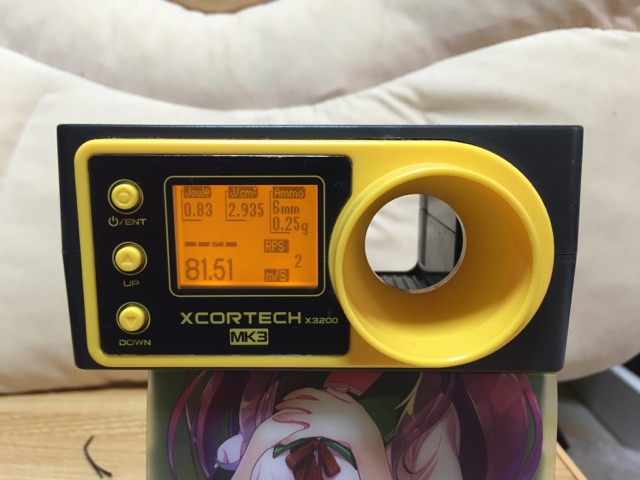 Joule J/cm² Ammo
0.83 2.935 6mm
0.25g
--- RPS
81.51 m/S 2
⏻/ENT
UP
DOWN
XCORTECH X3200
MK3